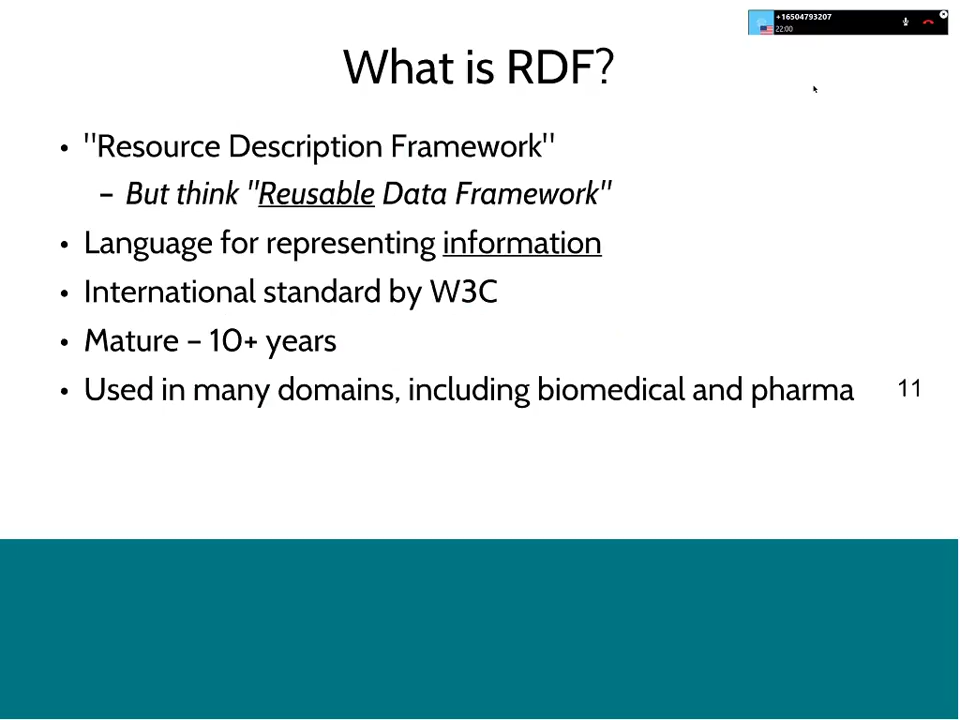 +16504793207
22:00
What is RDF?
• "Resource Description Framework"
– But think "Reusable Data Framework"
• Language for representing information
• International standard by W3C
• Mature – 10+ years
• Used in many domains, including biomedical and pharma
11